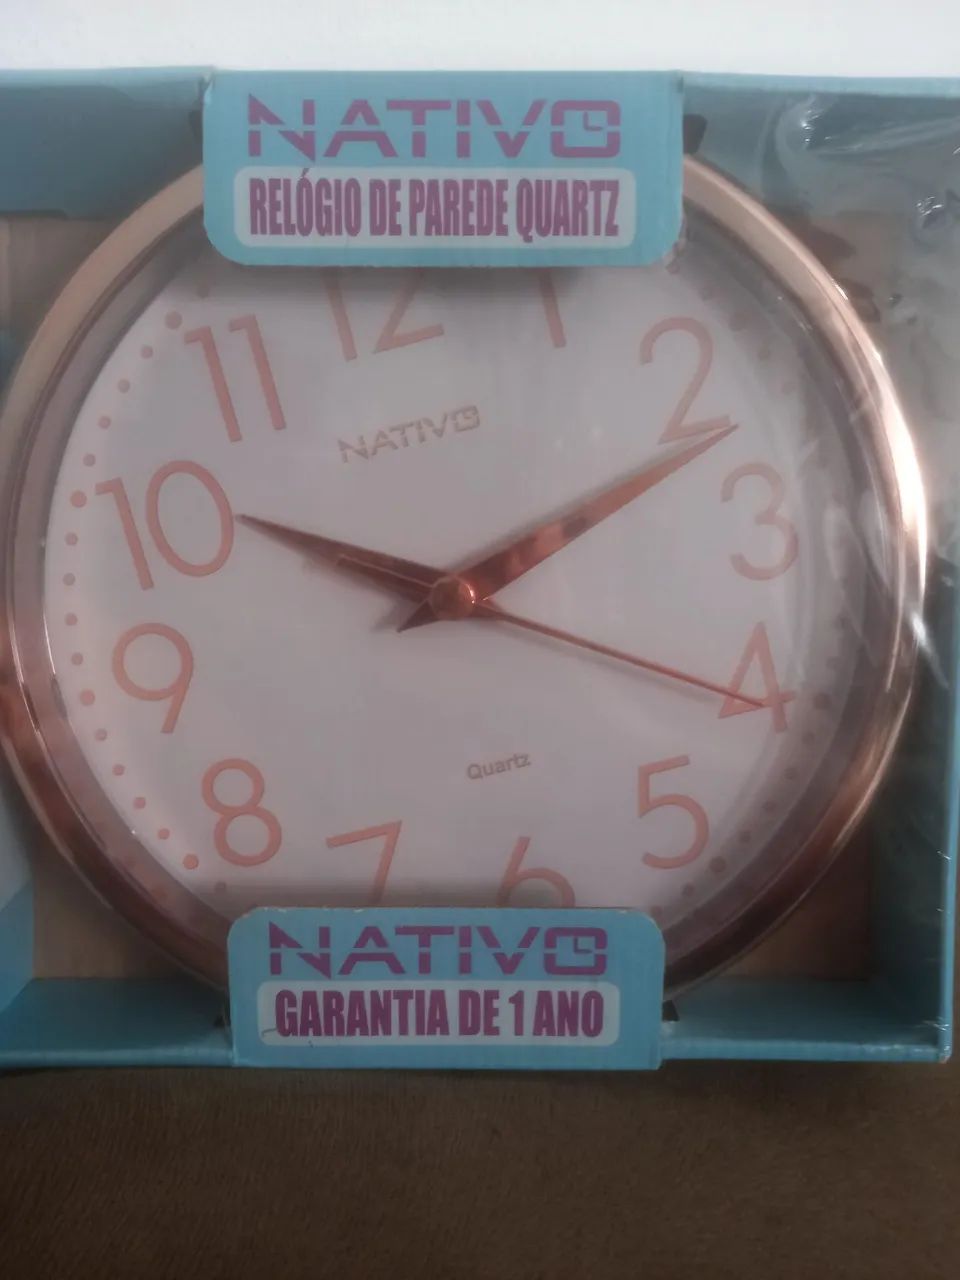 NATIVO
RELÓGIO DE PAREDE QUARTZ
12
1
11
2
NATIVO
10
3
9
4
Quartz
8
5
7
6
NATIVO
GARANTIA DE 1 ANO